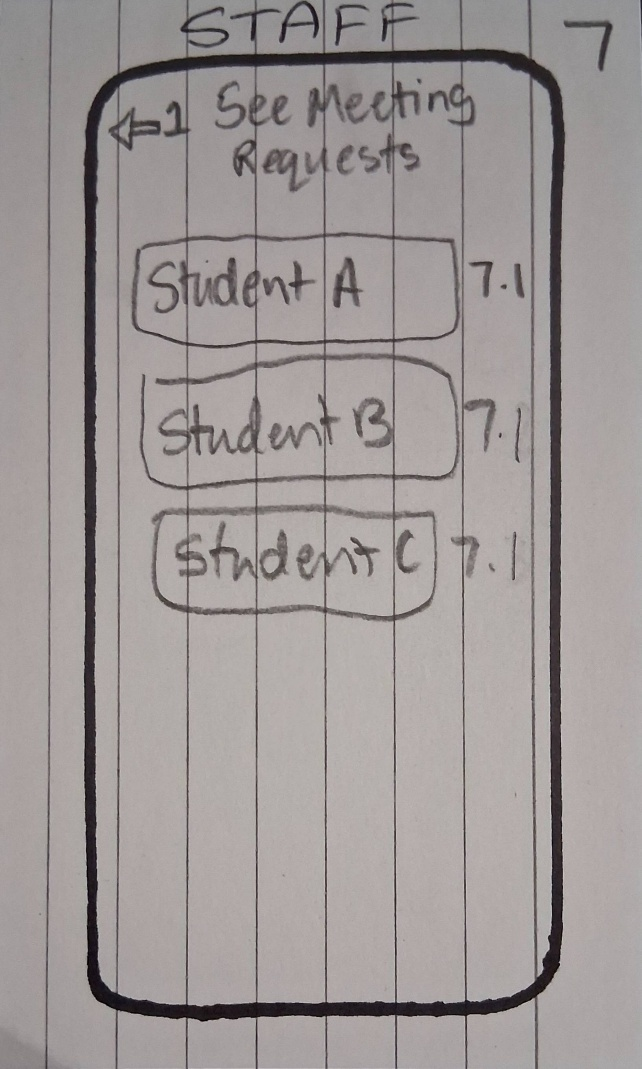 STAFF
7
←1 See Meeting
Requests
Student A 7.1
Student B 7.1
Student C 7.1